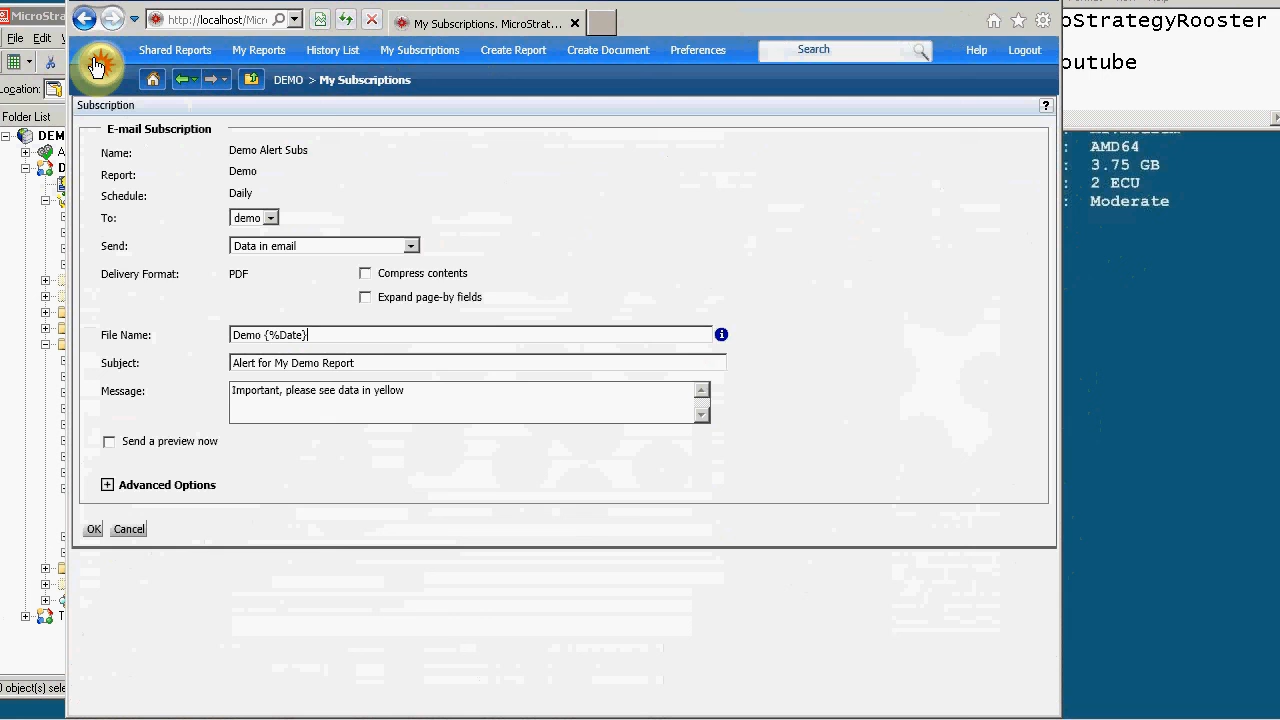 MicroStra
File Edit
Location:
Folder List
DEM
0 object(s) sele
http://localhost/Micr
My Subscriptions. MicroStrat...
Shared Reports My Reports History List My Subscriptions Create Report Create Document Preferences Search Help Logout
DEMO > My Subscriptions
Subscription
?
E-mail Subscription
Name: Demo Alert Subs
Report: Demo
Schedule: Daily
To: demo
Send: Data in email
Delivery Format: PDF Compress contents
Expand page-by fields
File Name: Demo {%Date}
Subject: Alert for My Demo Report
Message: Important, please see data in yellow
Send a preview now
Advanced Options
OK Cancel
oStrategyRooster
outube
: AMD64
: 3.75 GB
: 2 ECU
: Moderate